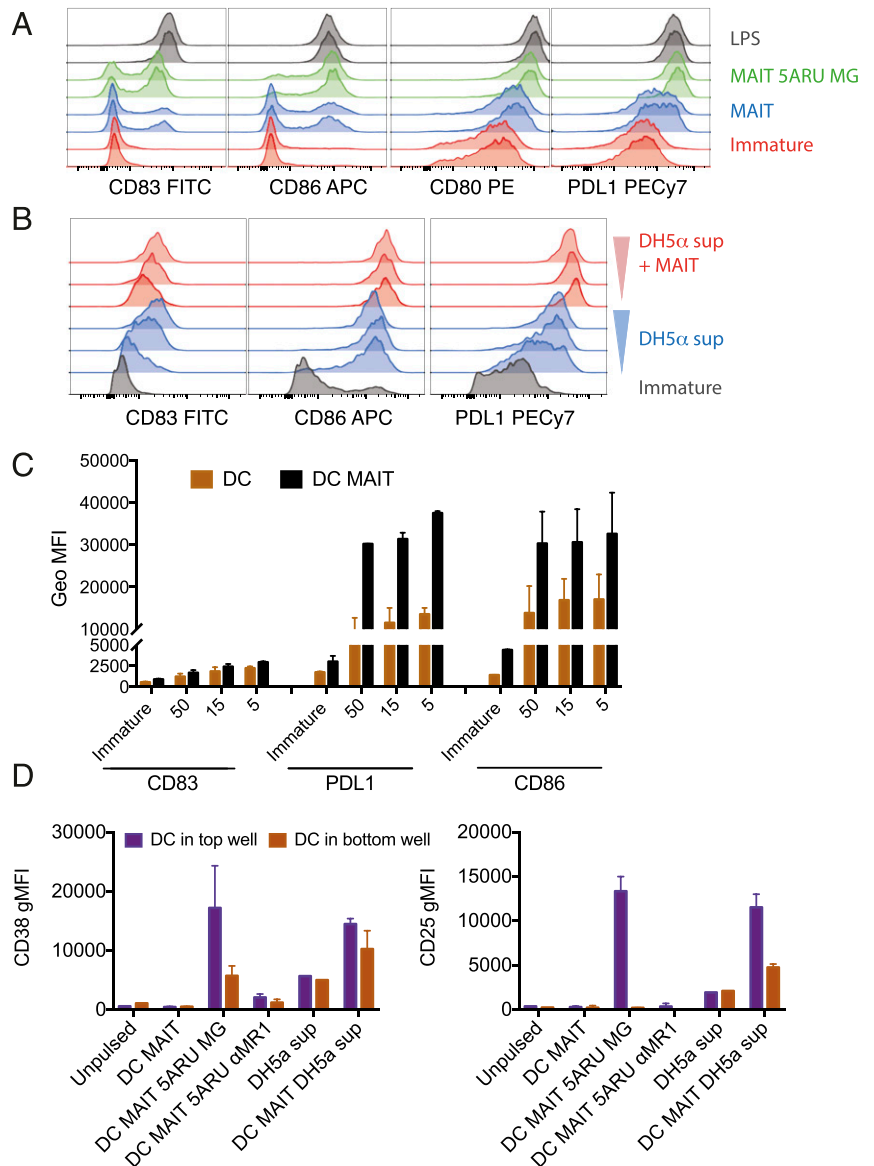 A
LPS
MAIT 5ARU MG
MAIT
Immature
CD83 FITC
CD86 APC
CD80 PE
PDL1 PECy7
B
DH5α sup
+ MAIT
DH5α sup
Immature
CD83 FITC
CD86 APC
PDL1 PECy7
C
Geo MFI
50000
40000
30000
20000
10000
5000
2500
0
DC
DC MAIT
Immature
50
15
5
Immature
50
15
5
Immature
50
15
5
CD83
PDL1
CD86
D
CD38 gMFI
30000
20000
10000
0
DC in top well
DC in bottom well
Unpulsed
DC MAIT
DC MAIT 5ARU MG
DC MAIT 5ARU αMR1
DH5a sup
DC MAIT DH5a sup
CD25 gMFI
20000
15000
10000
5000
0
Unpulsed
DC MAIT
DC MAIT 5ARU MG
DC MAIT 5ARU αMR1
DH5a sup
DC MAIT DH5a sup